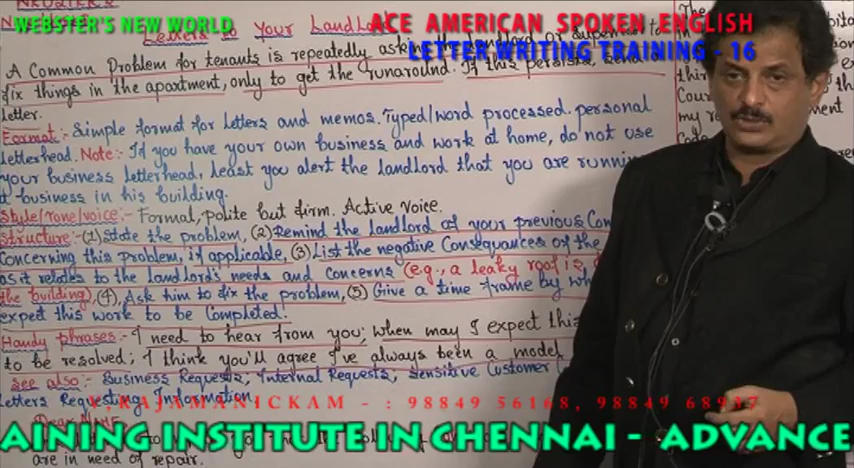 WEBSTER'S NEW WORLD
ACE AMERICAN SPOKEN ENGLISH
LETTER WRITING TRAINING - 16
Letters to Your Landlord
The
A Common Problem for tenants is repeatedly asking the landlord or
fix things in the apartment, only to get the runaround. If this persists, send a
letter.
Format:- Simple format for letters and memos. Typed/word processed. personal
letterhead. Note:- If you have your own business and work at home, do not use
your business letterhead, least you alert the landlord that you are runnin
a business in his building.
Style/Tone/voice:- Formal, polite but firm. Active voice.
Structure:- (1) State the problem, (2) Remind the landlord of your previous Con
Concerning this problem, if applicable, (3) List the negative Consequances of the
as it relates to the landlord's needs and concerns (e.g., a leaky roof is
the building), (4) Ask him to fix the problem, (5) Give a time frame by wh
expect this work to be Completed.
Handy phrases:- I need to hear from you; when may I expect this
to be resolved; I think you'll agree I've always been a model
see also:- Business Requests, Internal Requests, Sensitive Customer
Letters Requesting Information.
RAJAMANICKAM - : 98849 56168, 98849 68937
Dear
AINING INSTITUTE IN CHENNAI - ADVANCE
are in need of repair.